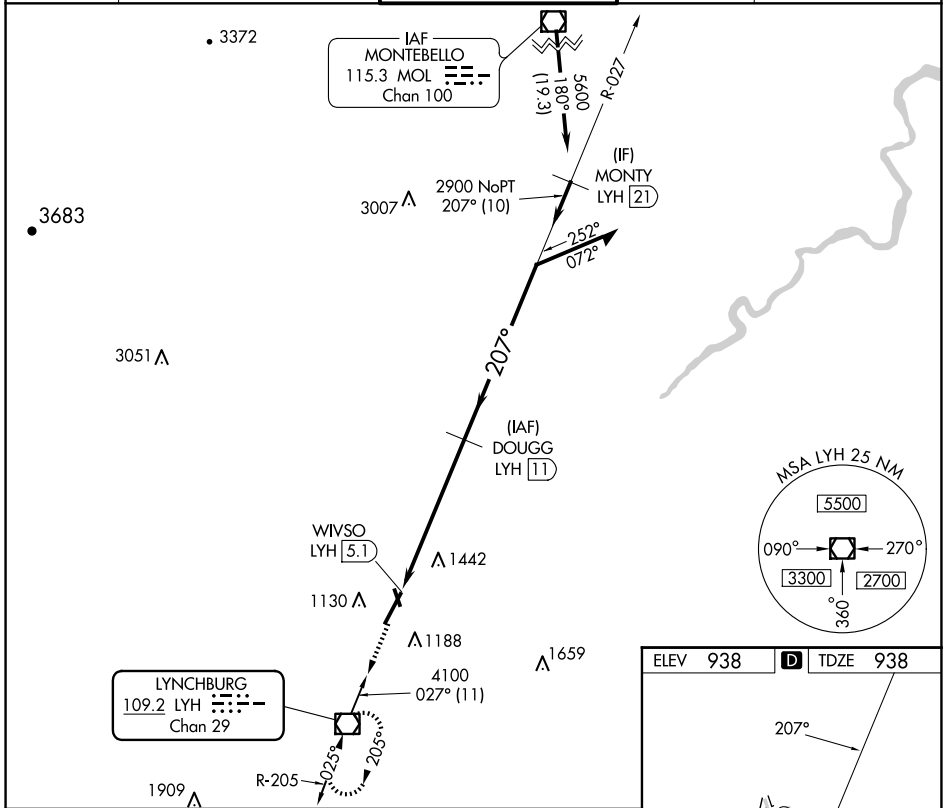 3372
IAF
MONTEBELLO
115.3 MOL
Chan 100
5600
180°
(19.3)
R-027
(IF)
MONTY
LYH 21
2900 NoPT
207° (10)
3007
3683
252°
072°
207°
3051
(IAF)
DOUGG
LYH 11
MSA LYH 25 NM
5500
090°
270°
3300
2700
360°
WIVSO
LYH 5.1
1442
1130
1188
1659
ELEV 938 D TDZE 938
207°
LYNCHBURG
109.2 LYH
Chan 29
4100
027° (11)
025°
205°
R-205
1909